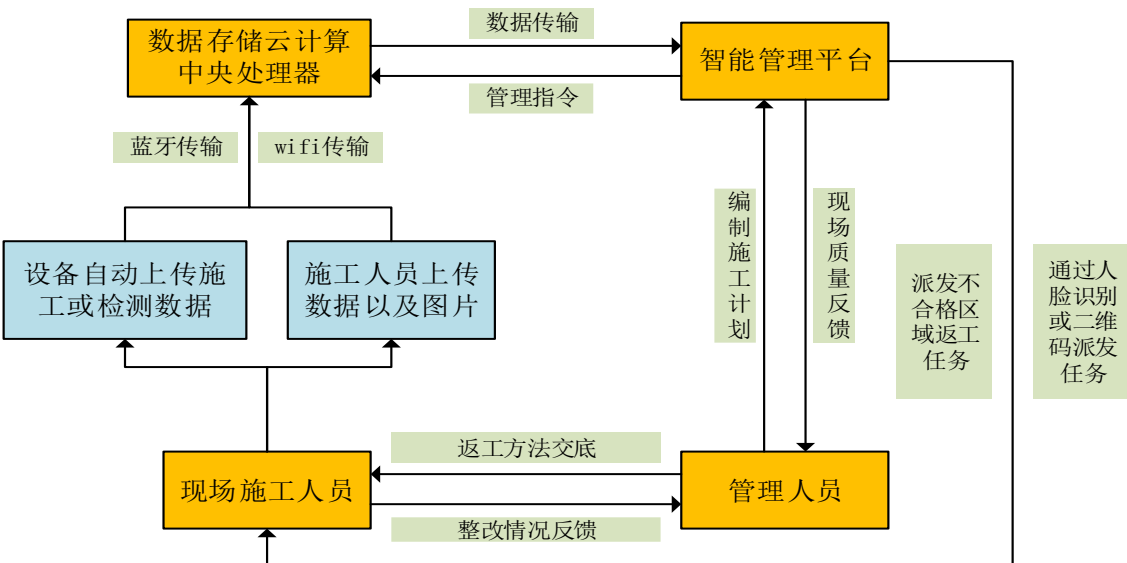 数据传输
数据存储云计算
中央处理器
智能管理平台
管理指令
蓝牙传输
wifi传输
编制施工计划
现场质量反馈
设备自动上传施
工或检测数据
施工人员上传
数据以及图片
派发不
合格区
域返工
任务
通过人
脸识别
或二维
码派发
任务
返工方法交底
现场施工人员
管理人员
整改情况反馈